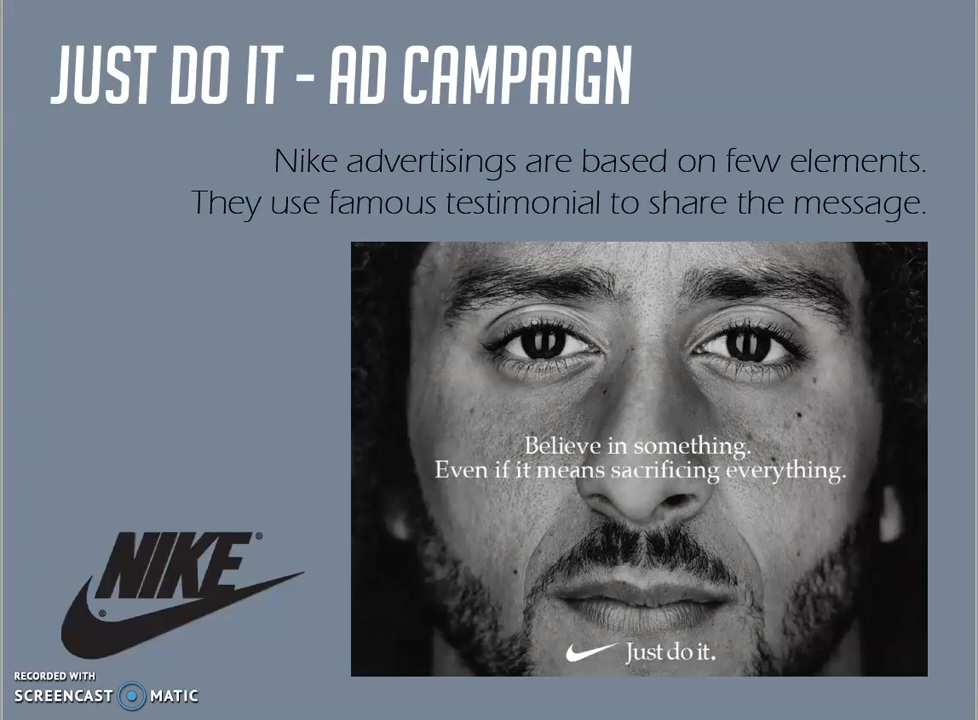 JUST DO IT - AD CAMPAIGN
Nike advertisings are based on few elements.
They use famous testimonial to share the message.
Believe in something.
Even if it means sacrificing everything.
Just do it.
NIKE®
®
RECORDED WITH
SCREENCAST MATIC